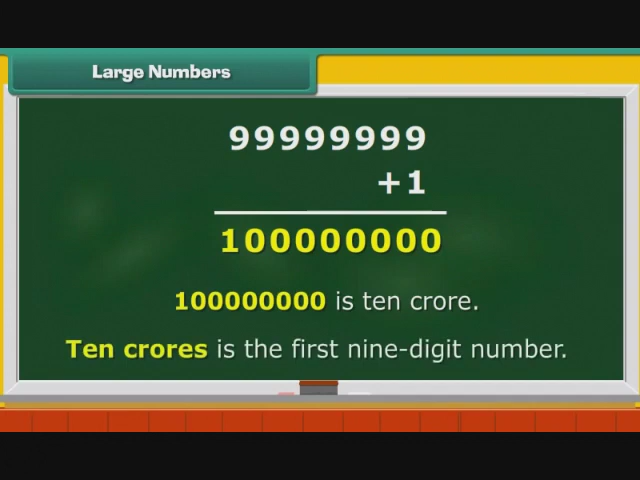 Large Numbers
99999999
+1
100000000
100000000 is ten crore.
Ten crores is the first nine-digit number.